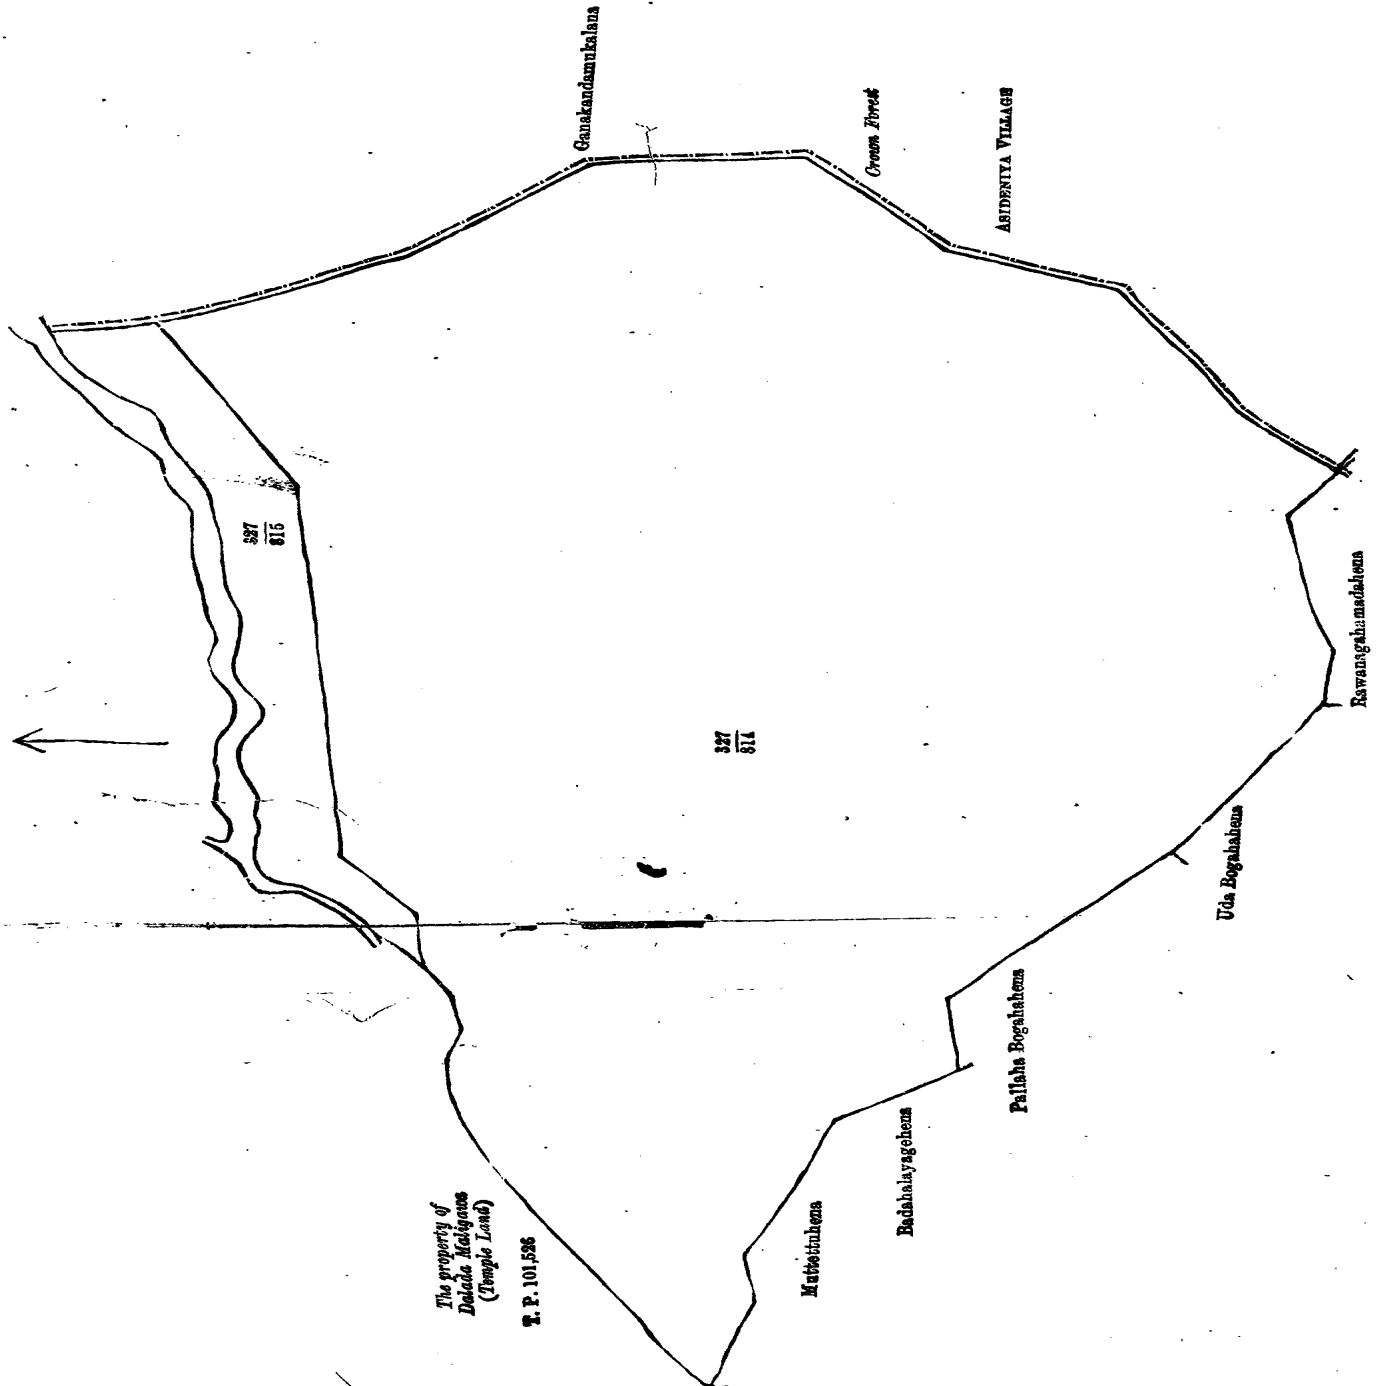 Ganakandamukalana
Crown Forest
ASIDENIYA VILLAGE
327
815
327
814
The property of
Dalada Maligawa
(Temple Land)
T. P. 101,526
Muttettuhena
Badahalayagehena
Pallaha Bogahahena
Uda Bogahahena
Rawanagahamadahena